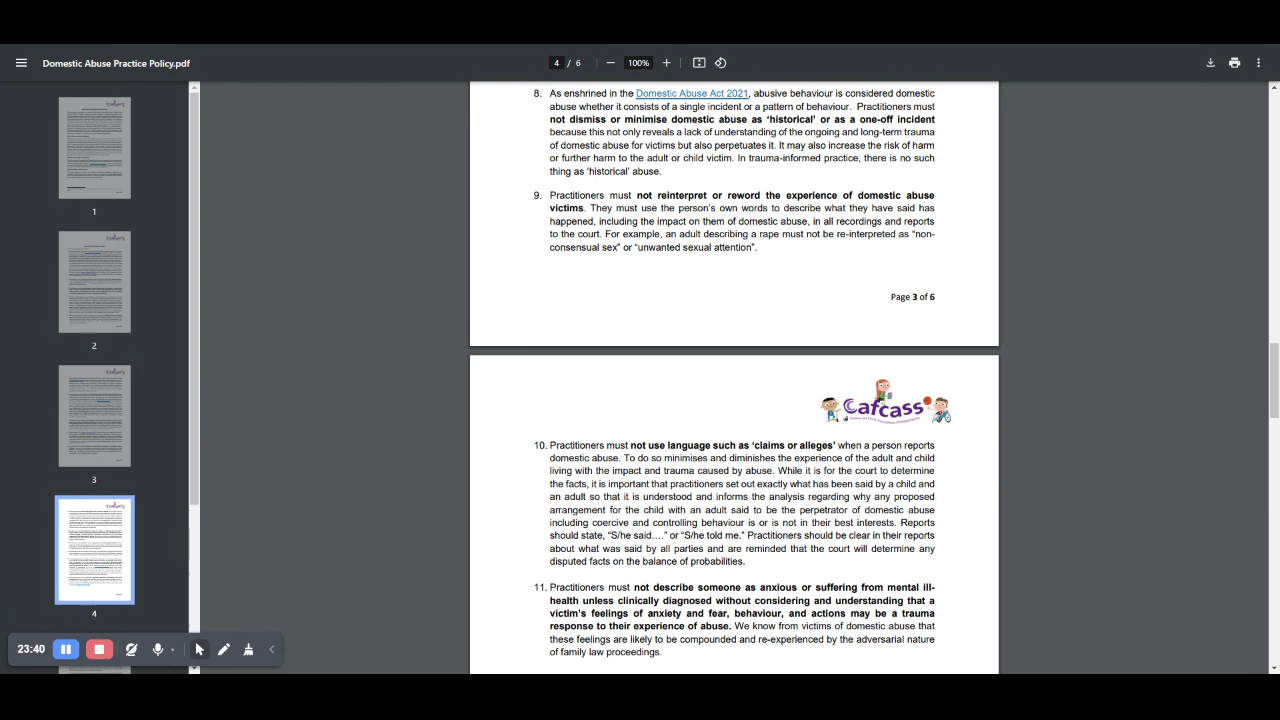 Domestic Abuse Practice Policy.pdf
4 / 6
100%
1
2
3
4
8. As enshrined in the Domestic Abuse Act 2021, abusive behaviour is considered domestic
abuse whether it consists of a single incident or a pattern of behaviour. Practitioners must
not dismiss or minimise domestic abuse as ‘historical’ or as a one-off incident
because this not only reveals a lack of understanding of the ongoing and long-term trauma
of domestic abuse for victims but also perpetuates it. It may also increase the risk of harm
or further harm to the adult or child victim. In trauma-informed practice, there is no such
thing as ‘historical’ abuse.
9. Practitioners must not reinterpret or reword the experience of domestic abuse
victims. They must use the person’s own words to describe what they have said has
happened, including the impact on them of domestic abuse, in all recordings and reports
to the court. For example, an adult describing a rape must not be re-interpreted as “non-
consensual sex” or “unwanted sexual attention”.
Page 3 of 6
Cafcass
10. Practitioners must not use language such as ‘claims or alleges’ when a person reports
domestic abuse. To do so minimises and diminishes the experience of the adult and child
living with the impact and trauma caused by abuse. While it is for the court to determine
the facts, it is important that practitioners set out exactly what has been said by a child and
an adult so that it is understood and informs the analysis regarding why any proposed
arrangement for the child with an adult said to be the perpetrator of domestic abuse
including coercive and controlling behaviour is or is not in their best interests. Reports
should state, “S/he said….” or “S/he told me.” Practitioners should be clear in their reports
about what was said by all parties and are reminded that the court will determine any
disputed facts on the balance of probabilities.
11. Practitioners must not describe someone as anxious or suffering from mental ill-
health unless clinically diagnosed without considering and understanding that a
victim’s feelings of anxiety and fear, behaviour, and actions may be a trauma
response to their experience of abuse. We know from victims of domestic abuse that
these feelings are likely to be compounded and re-experienced by the adversarial nature
of family law proceedings.
23:40